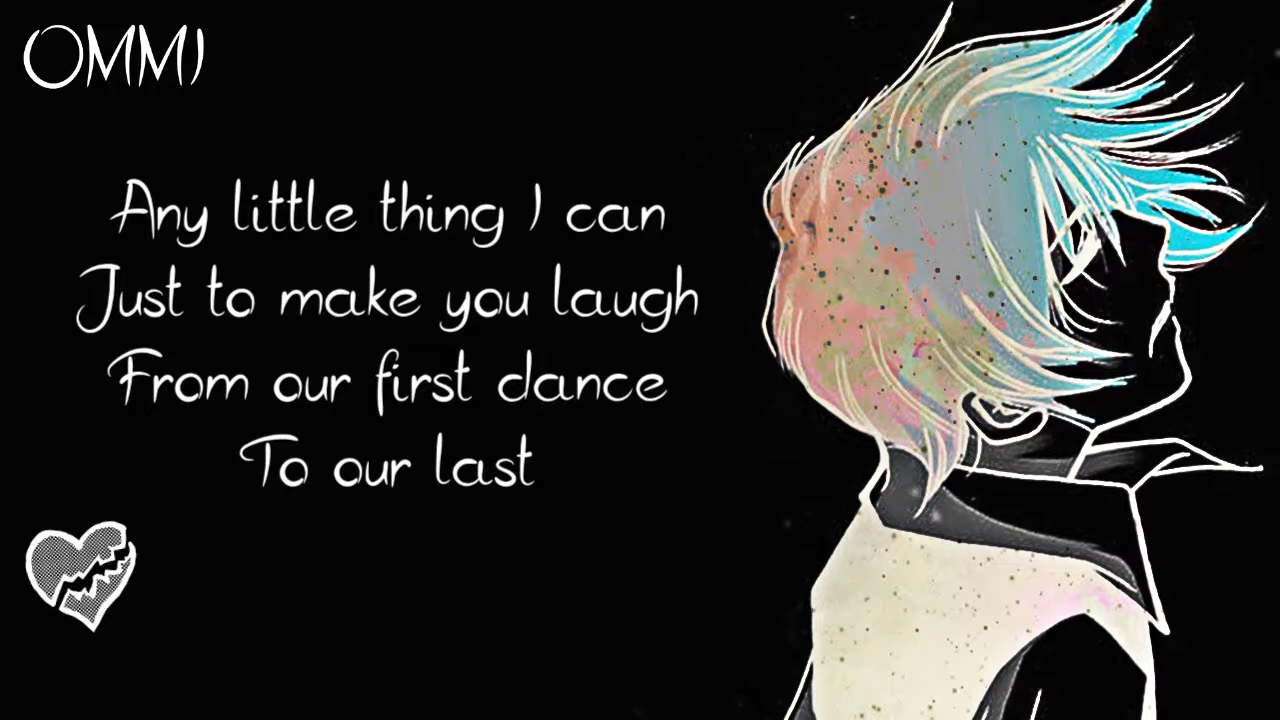 OMMI
Any little thing I can
Just to make you laugh
From our first dance
To our last